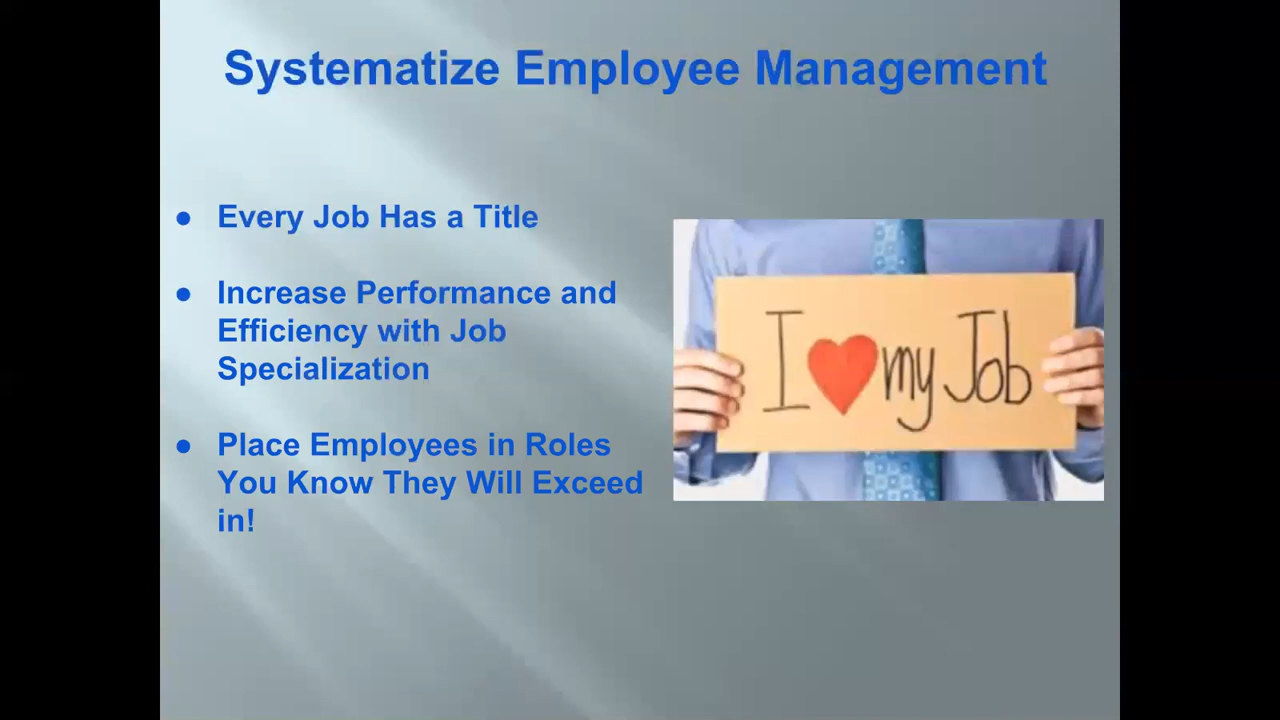 Systematize Employee Management
● Every Job Has a Title
● Increase Performance and
Efficiency with Job
Specialization
● Place Employees in Roles
You Know They Will Exceed
in!
I ❤ my Job